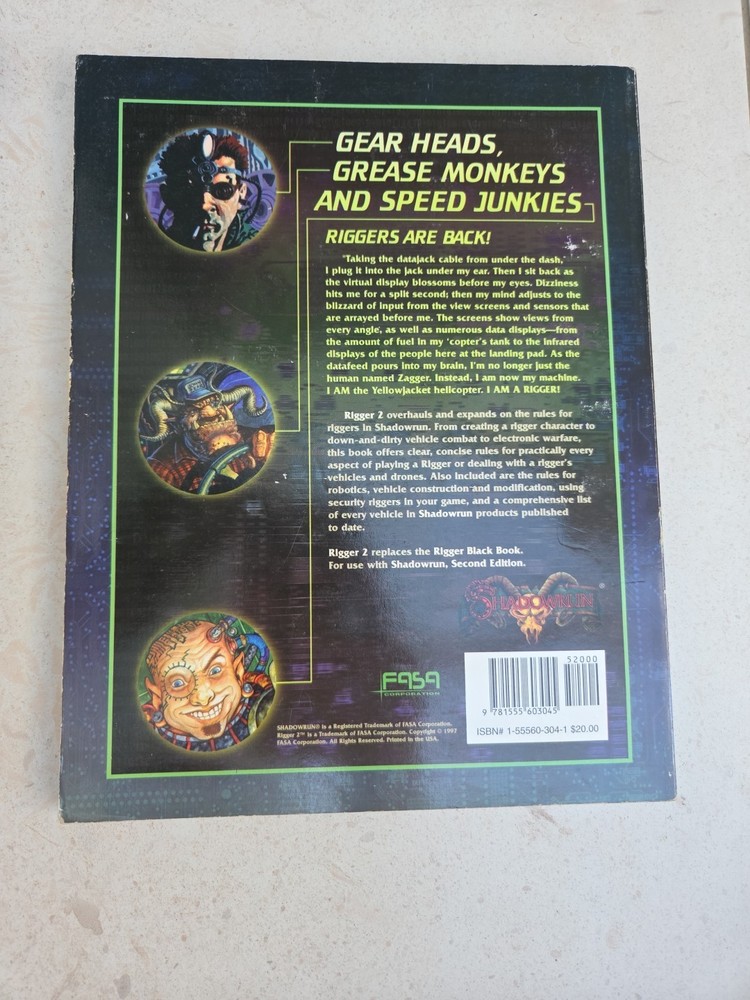 GEAR HEADS,
GREASE MONKEYS
AND SPEED JUNKIES
RIGGERS ARE BACK!
"Taking the datajack cable from under the dash,
I plug it into the jack under my ear. Then I sit back as
the virtual display blossoms before my eyes. Dizziness
hits me for a split second; then my mind adjusts to the
blizzard of input from the view screens and sensors that
are arrayed before me. The screens show views from
every angle, as well as numerous data displays—from
the amount of fuel in my 'copter's tank to the infrared
displays of the people here at the landing pad. As the
datafeed pours into my brain, I'm no longer just the
human named Zagger. Instead, I am now my machine.
I AM the Yellowjacket helicopter. I AM A RIGGER!
Rigger 2 overhauls and expands on the rules for
riggers in Shadowrun. From creating a rigger character to
down-and-dirty vehicle combat to electronic warfare,
this book offers clear, concise rules for practically every
aspect of playing a Rigger or dealing with a rigger's
vehicles and drones. Also included are the rules for
robotics, vehicle construction and modification, using
security riggers in your game, and a comprehensive list
of every vehicle in Shadowrun products published
to date.
Rigger 2 replaces the Rigger Black Book.
For use with Shadowrun, Second Edition.
SHADOWRUN®
FASA
CORPORATION
52000
9 781555 603045
ISBN# 1-55560-304-1 $20.00
SHADOWRUN® is a Registered Trademark of FASA Corporation.
Rigger 2™ is a Trademark of FASA Corporation. Copyright © 1997
FASA Corporation. All Rights Reserved. Printed in the USA.